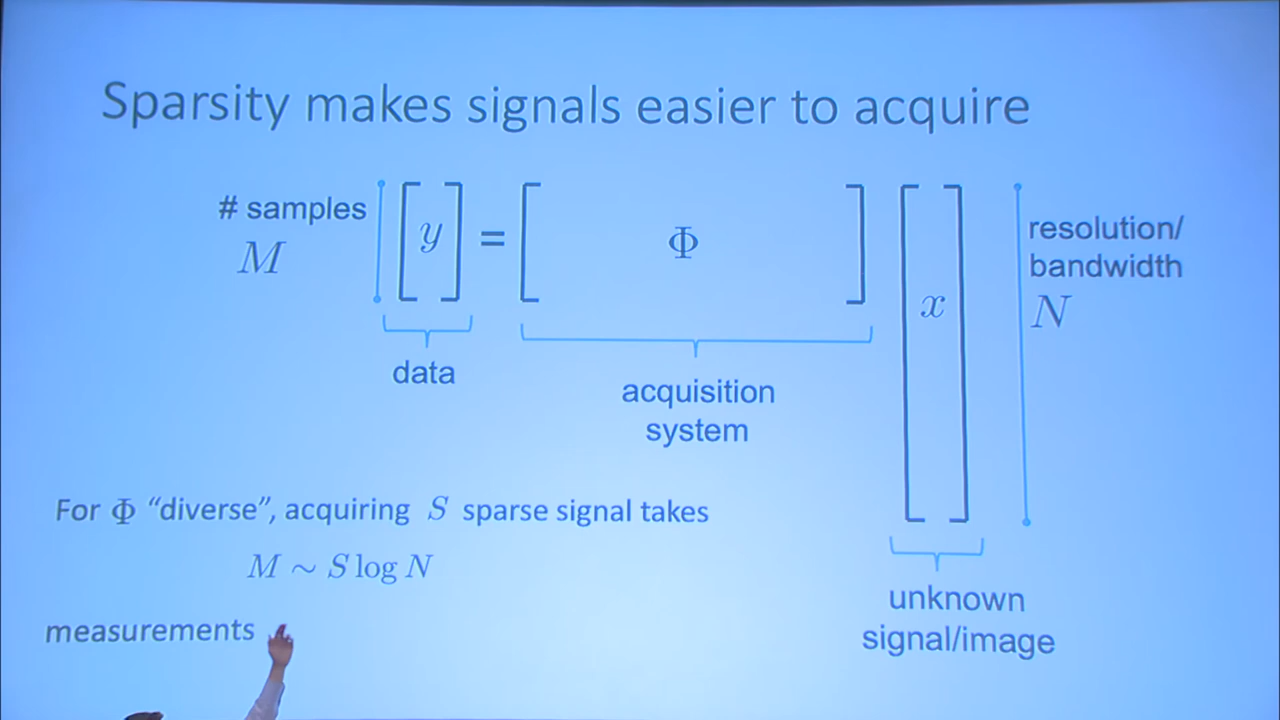 Sparsity makes signals easier to acquire
# samples
M
y
=
Φ
x
resolution/
bandwidth
N
data
acquisition
system
For Φ “diverse”, acquiring S sparse signal takes
M ∼ S log N
measurements
unknown
signal/image